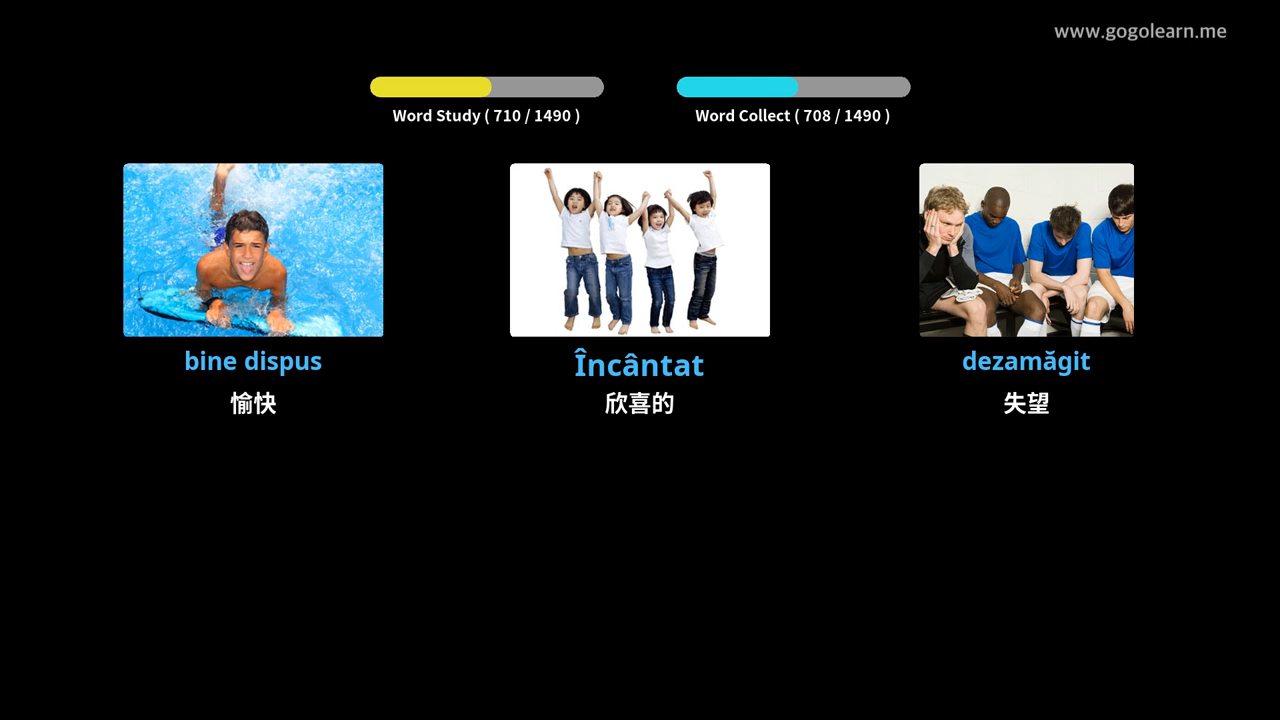 www.gogolearn.me
Word Study ( 710 / 1490 )
Word Collect ( 708 / 1490 )
bine dispus
愉快
Încântat
欣喜的
dezamăgit
失望